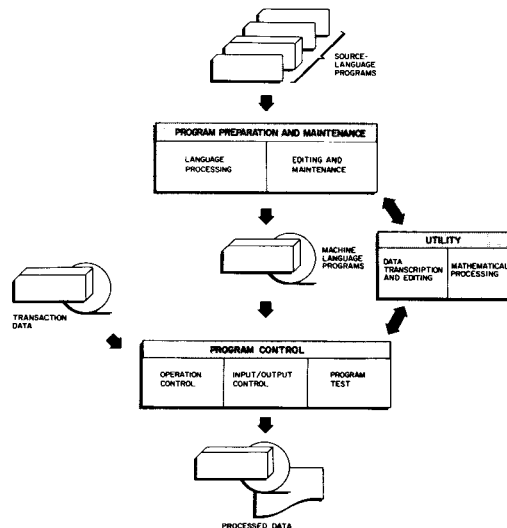 SOURCE-
LANGUAGE
PROGRAMS
PROGRAM PREPARATION AND MAINTENANCE
LANGUAGE
PROCESSING
EDITING AND
MAINTENANCE
MACHINE
LANGUAGE
PROGRAMS
UTILITY
DATA
TRANSCRIPTION
AND EDITING
MATHEMATICAL
PROCESSING
TRANSACTION
DATA
PROGRAM CONTROL
OPERATION
CONTROL
INPUT/OUTPUT
CONTROL
PROGRAM
TEST
PROCESSED DATA